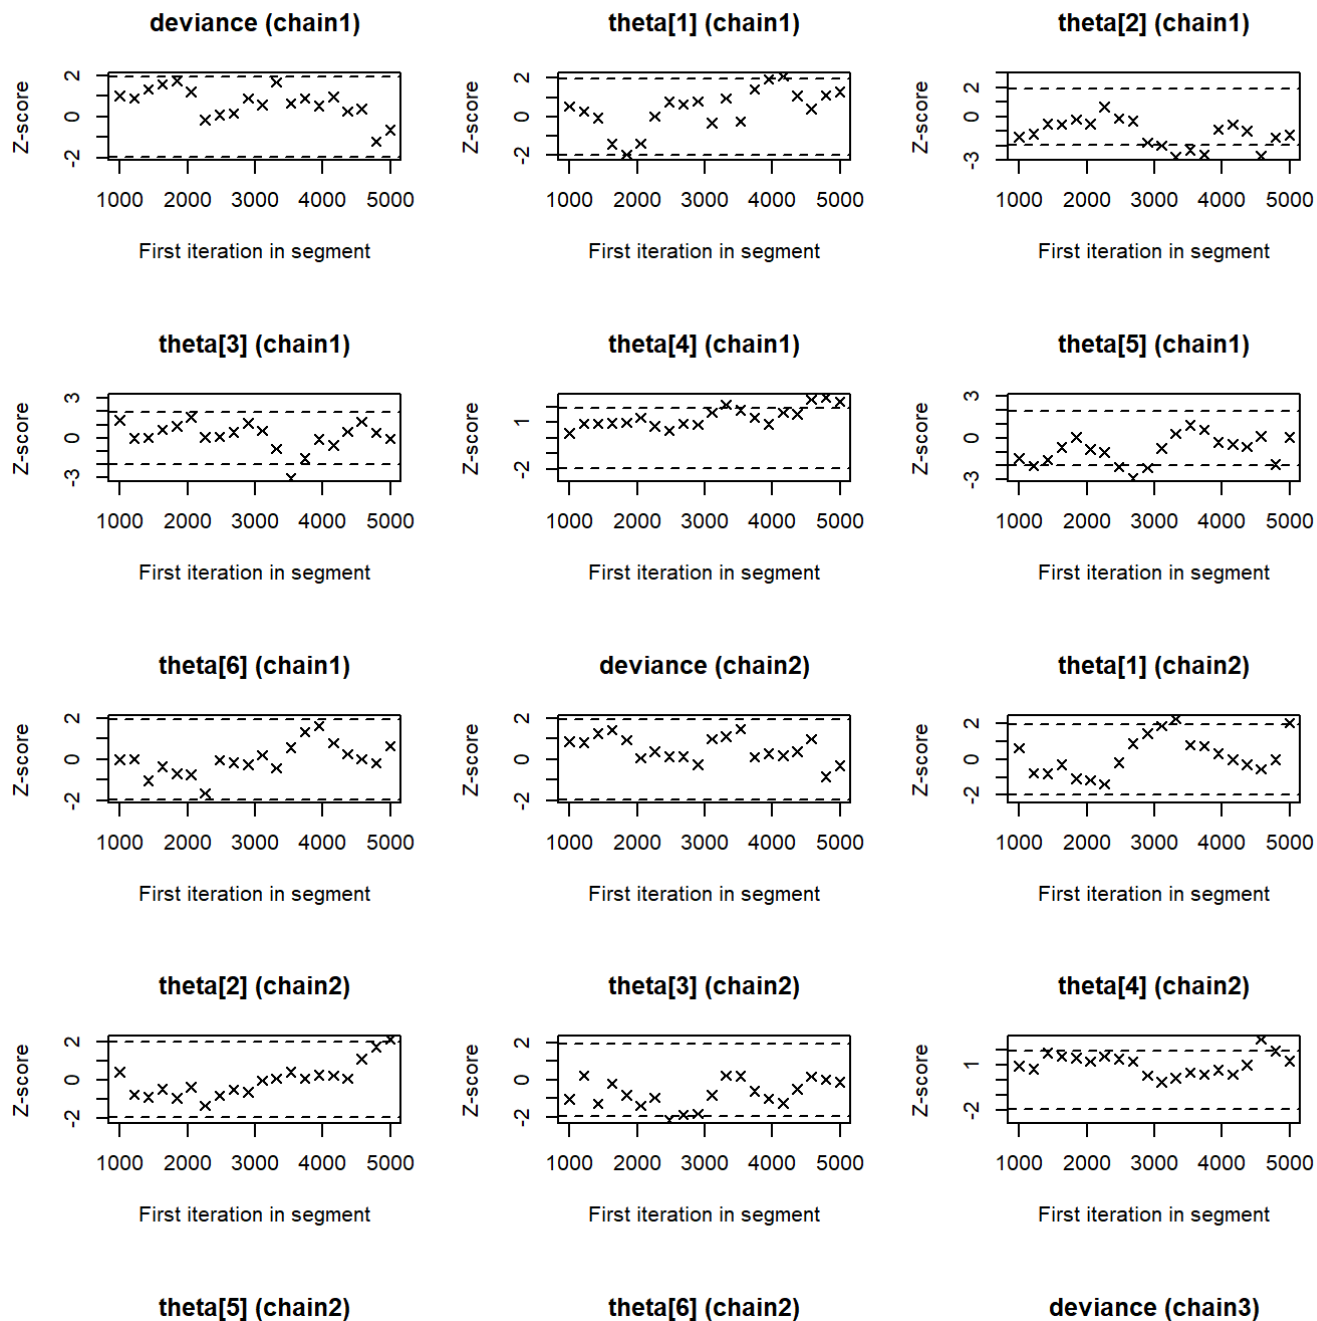 deviance (chain1) theta[1] (chain1) theta[2] (chain1)
Z-score -2 0 2 Z-score -2 0 2 Z-score -3 0 2
1000 2000 3000 4000 5000 1000 2000 3000 4000 5000 1000 2000 3000 4000 5000
First iteration in segment First iteration in segment First iteration in segment
theta[3] (chain1) theta[4] (chain1) theta[5] (chain1)
Z-score -3 0 3 Z-score -2 1 Z-score -3 0 3
1000 2000 3000 4000 5000 1000 2000 3000 4000 5000 1000 2000 3000 4000 5000
First iteration in segment First iteration in segment First iteration in segment
theta[6] (chain1) deviance (chain2) theta[1] (chain2)
Z-score -2 0 2 Z-score -2 0 2 Z-score -2 0 2
1000 2000 3000 4000 5000 1000 2000 3000 4000 5000 1000 2000 3000 4000 5000
First iteration in segment First iteration in segment First iteration in segment
theta[2] (chain2) theta[3] (chain2) theta[4] (chain2)
Z-score -2 0 2 Z-score -2 0 2 Z-score -2 1
1000 2000 3000 4000 5000 1000 2000 3000 4000 5000 1000 2000 3000 4000 5000
First iteration in segment First iteration in segment First iteration in segment
theta[5] (chain2) theta[6] (chain2) deviance (chain3)